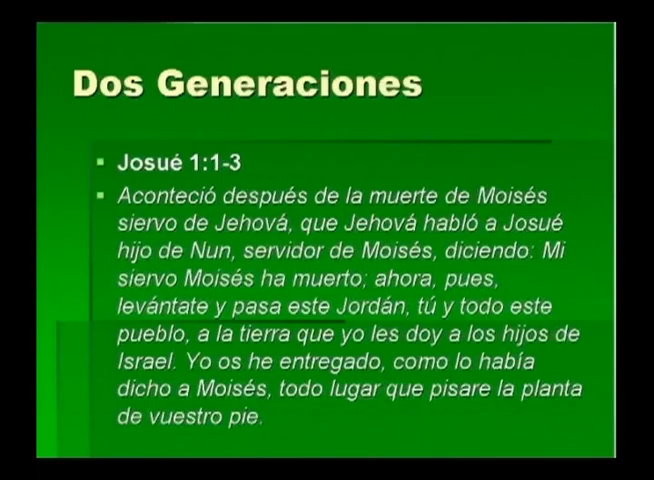 Dos Generaciones
Josué 1:1-3
Aconteció después de la muerte de Moisés
siervo de Jehová, que Jehová habló a Josué
hijo de Nun, servidor de Moisés, diciendo: Mi
siervo Moisés ha muerto; ahora, pues,
levántate y pasa este Jordán, tú y todo este
pueblo, a la tierra que yo les doy a los hijos de
Israel. Yo os he entregado, como lo había
dicho a Moisés, todo lugar que pisare la planta
de vuestro pie.